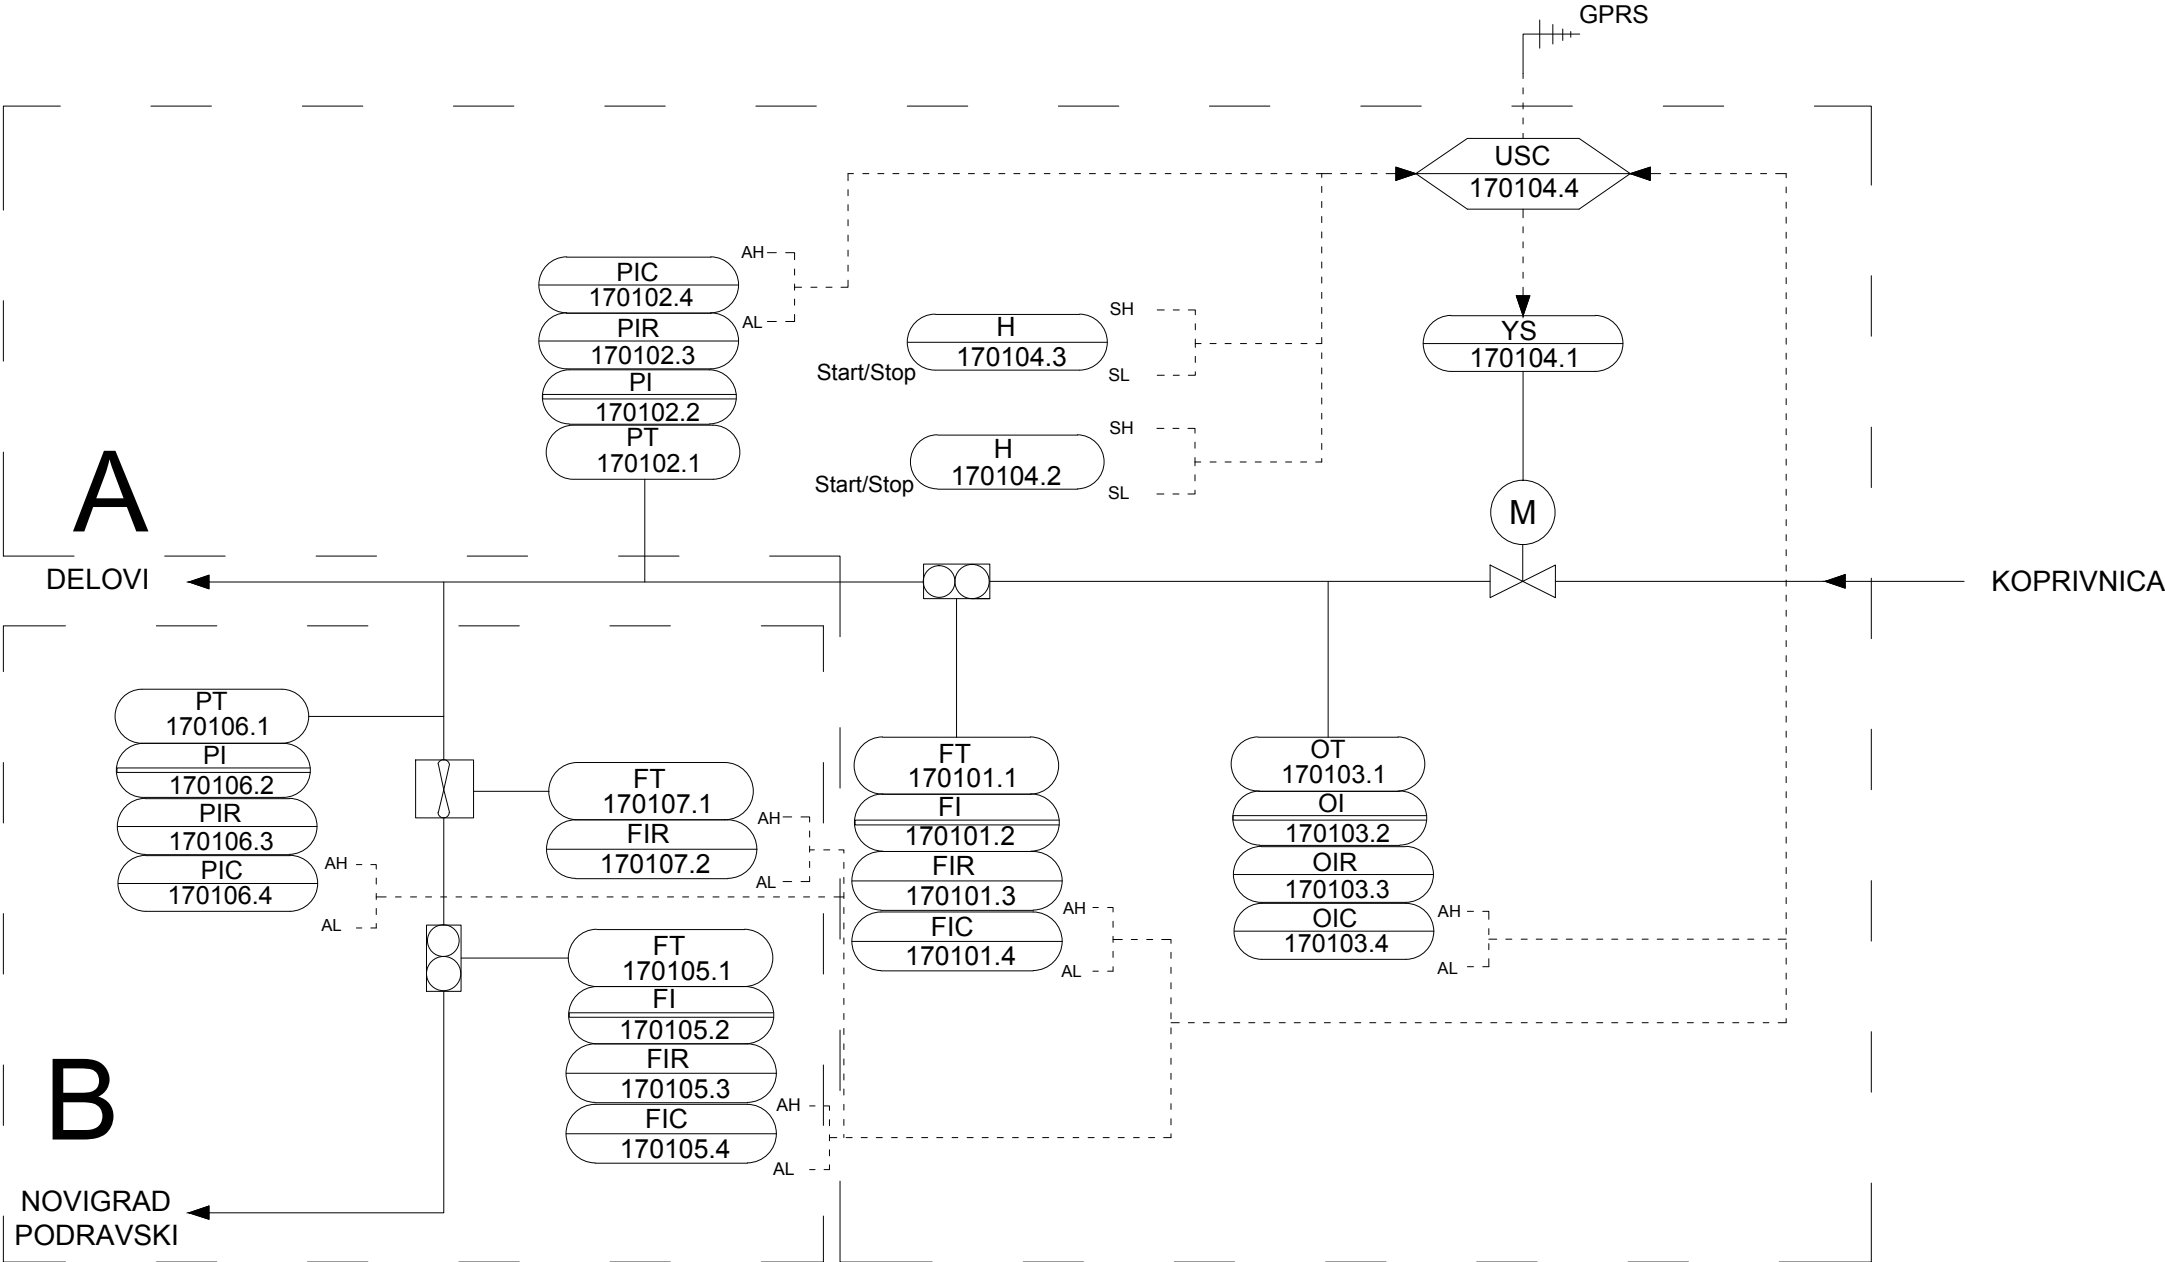 GPRS
USC
170104.4
PIC
170102.4
AH
AL
PIR
170102.3
PI
170102.2
PT
170102.1
H
170104.3
SH
SL
Start/Stop
H
170104.2
SH
SL
Start/Stop
YS
170104.1
M
A
DELOVI
KOPRIVNICA
PT
170106.1
PI
170106.2
PIR
170106.3
PIC
170106.4
AH
AL
FT
170107.1
FIR
170107.2
AH
AL
FT
170101.1
FI
170101.2
FIR
170101.3
FIC
170101.4
AH
AL
OT
170103.1
OI
170103.2
OIR
170103.3
OIC
170103.4
AH
AL
FT
170105.1
FI
170105.2
FIR
170105.3
FIC
170105.4
AH
AL
B
NOVIGRAD
PODRAVSKI